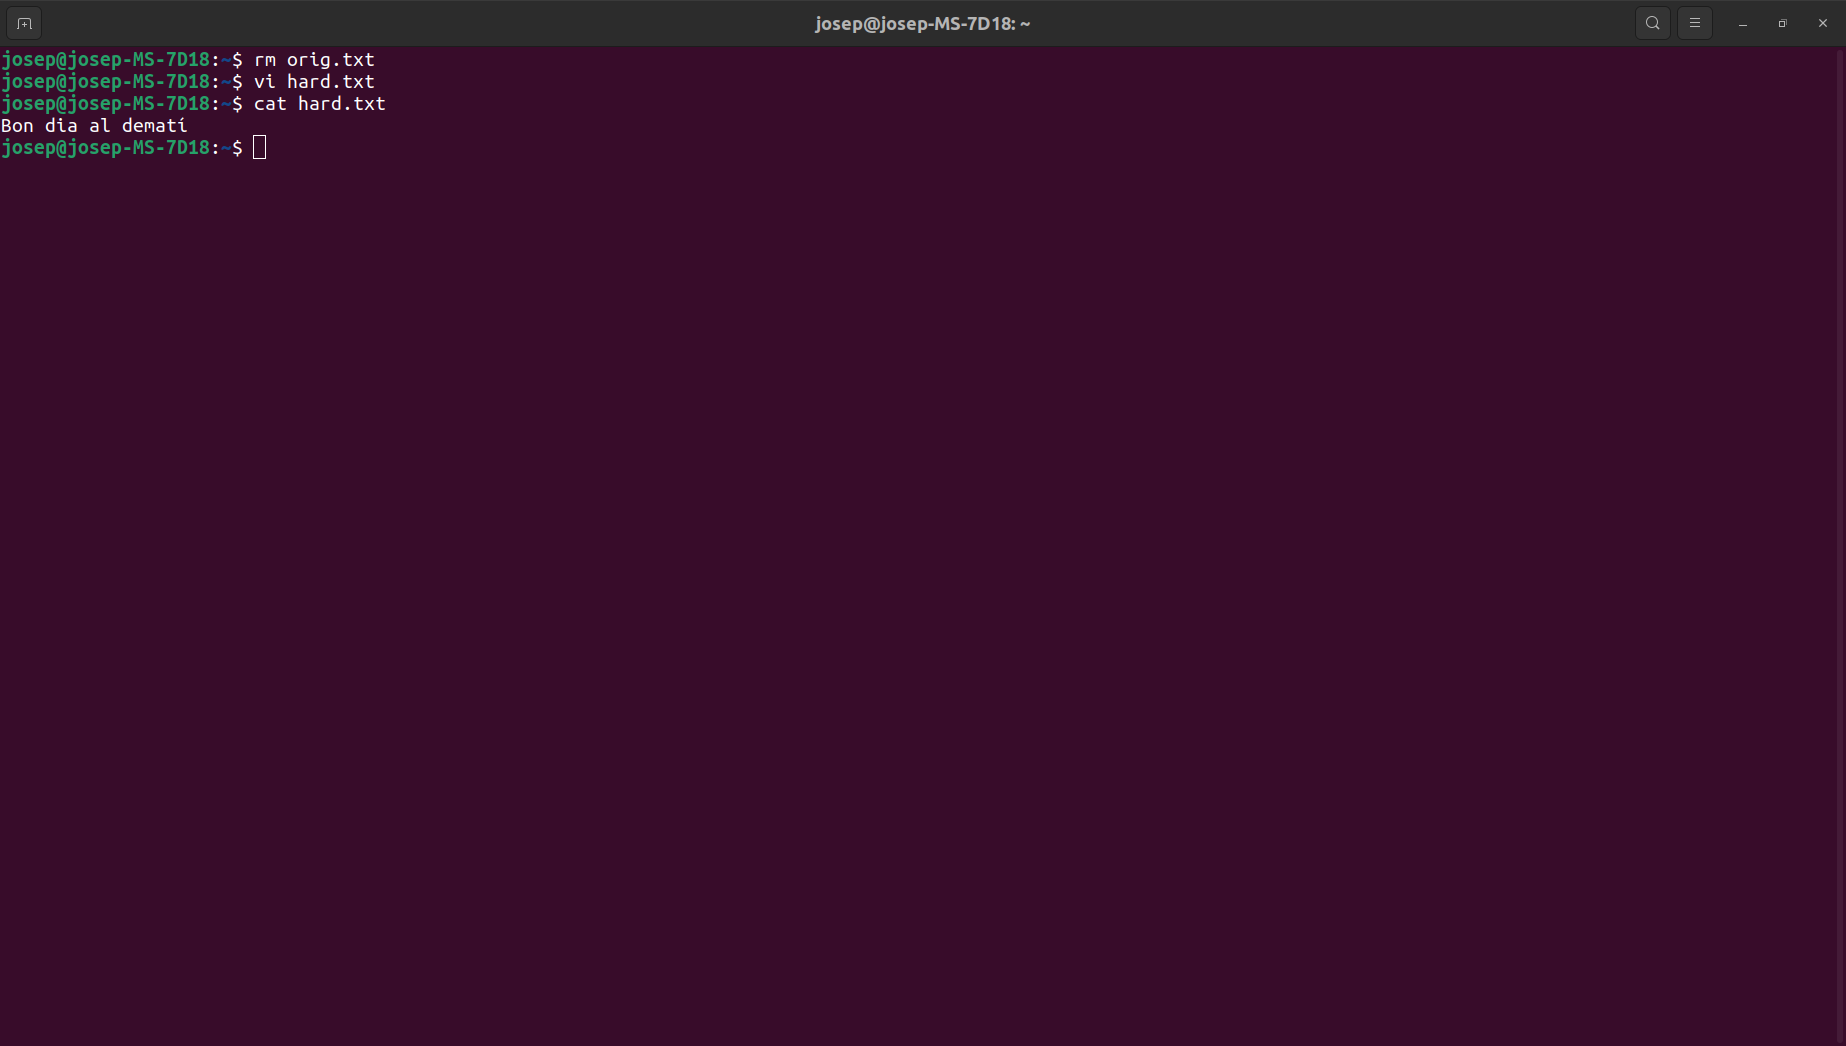 josep@josep-MS-7D18: ~
josep@josep-MS-7D18:~$ rm orig.txt
josep@josep-MS-7D18:~$ vi hard.txt
josep@josep-MS-7D18:~$ cat hard.txt
Bon dia al dematí
josep@josep-MS-7D18:~$